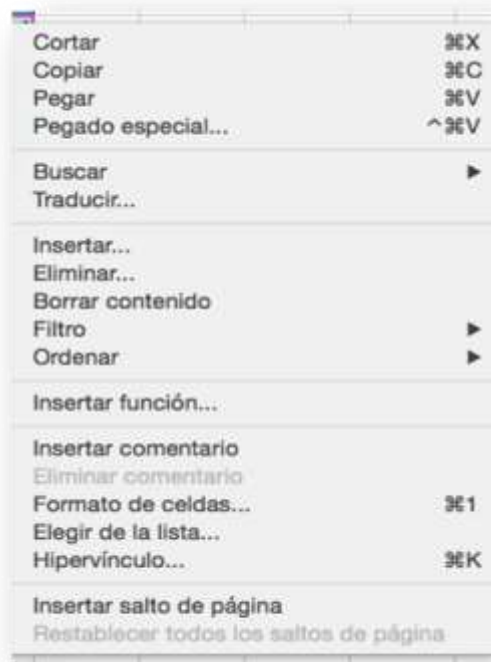 Cortar ⌘X
Copiar ⌘C
Pegar ⌘V
Pegado especial... ^⌘V
Buscar ▶
Traducir...
Insertar...
Eliminar...
Borrar contenido
Filtro ▶
Ordenar ▶
Insertar función...
Insertar comentario
Eliminar comentario
Formato de celdas... ⌘1
Elegir de la lista...
Hipervínculo... ⌘K
Insertar salto de página
Restablecer todos los saltos de página